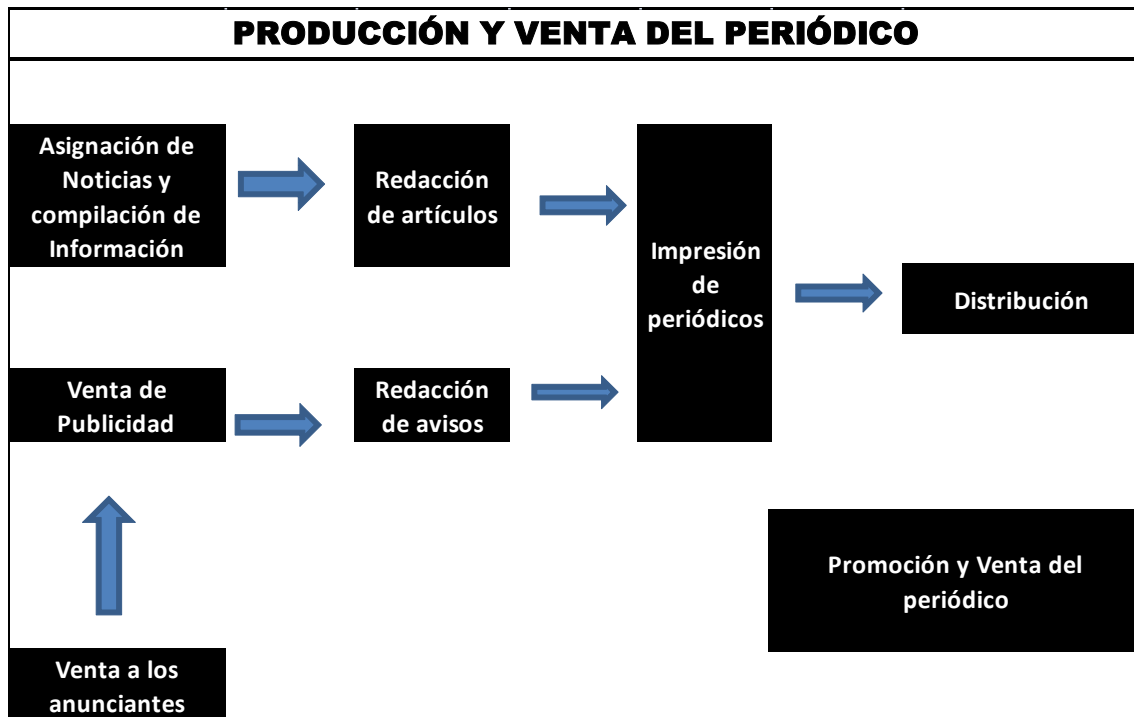 PRODUCCIÓN Y VENTA DEL PERIÓDICO
Asignación de
Noticias y
compilación de
Información
Redacción
de artículos
Impresión
de
periódicos
Distribución
Venta de
Publicidad
Redacción
de avisos
Promoción y Venta del
periódico
Venta a los
anunciantes